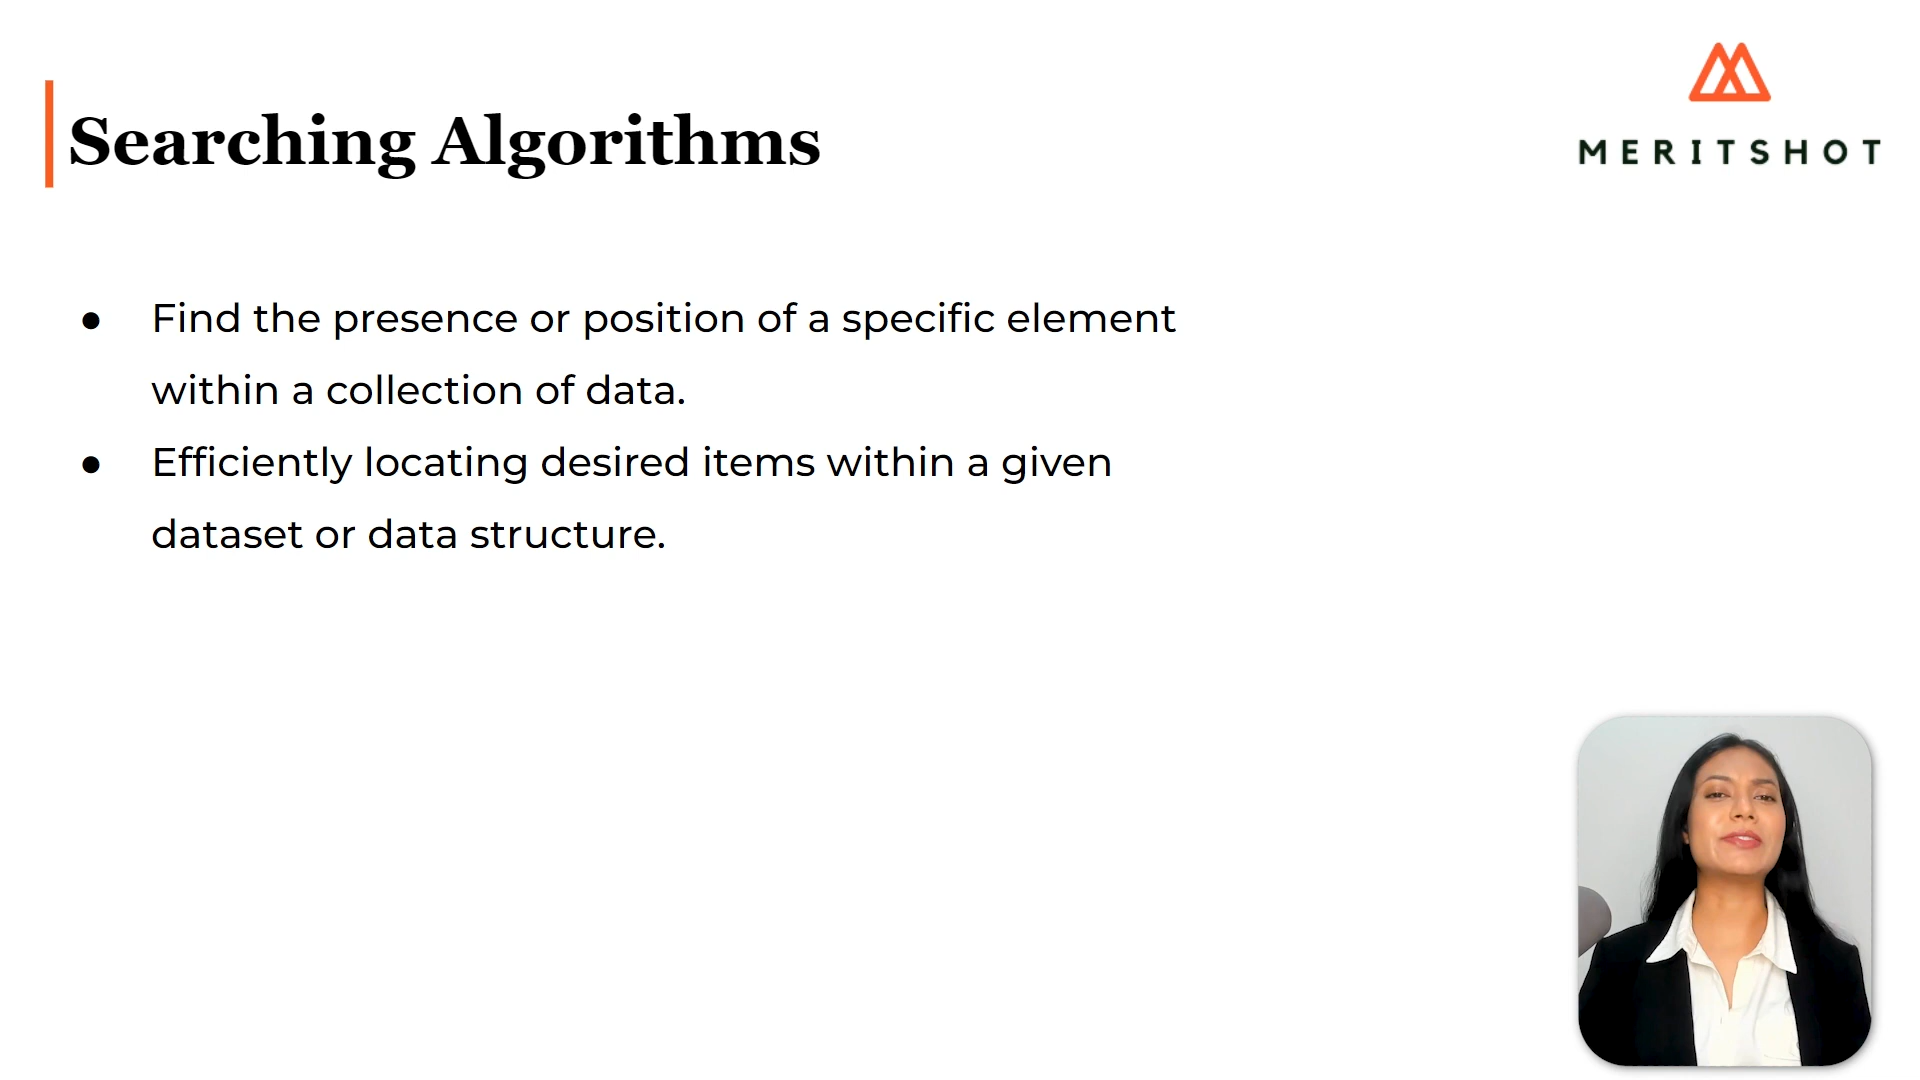 Searching Algorithms
MERITSHOT
● Find the presence or position of a specific element
within a collection of data.
● Efficiently locating desired items within a given
dataset or data structure.